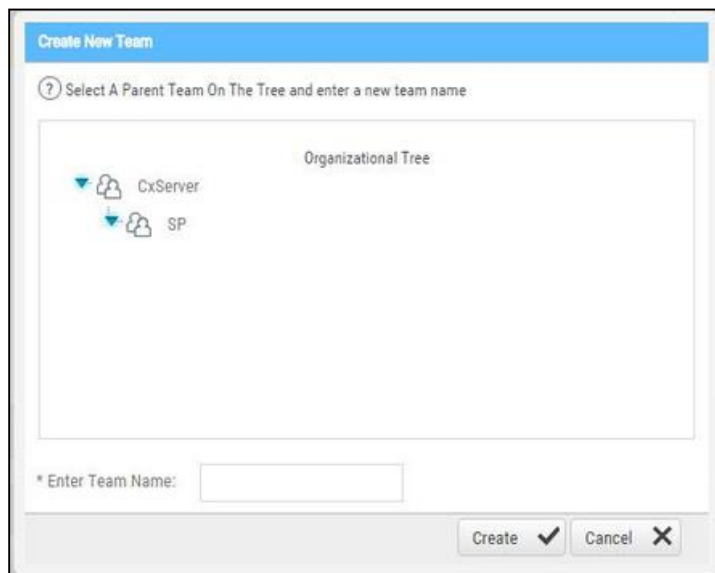 Create New Team
? Select A Parent Team On The Tree and enter a new team name
Organizational Tree
CxServer
SP
* Enter Team Name:
Create
Cancel